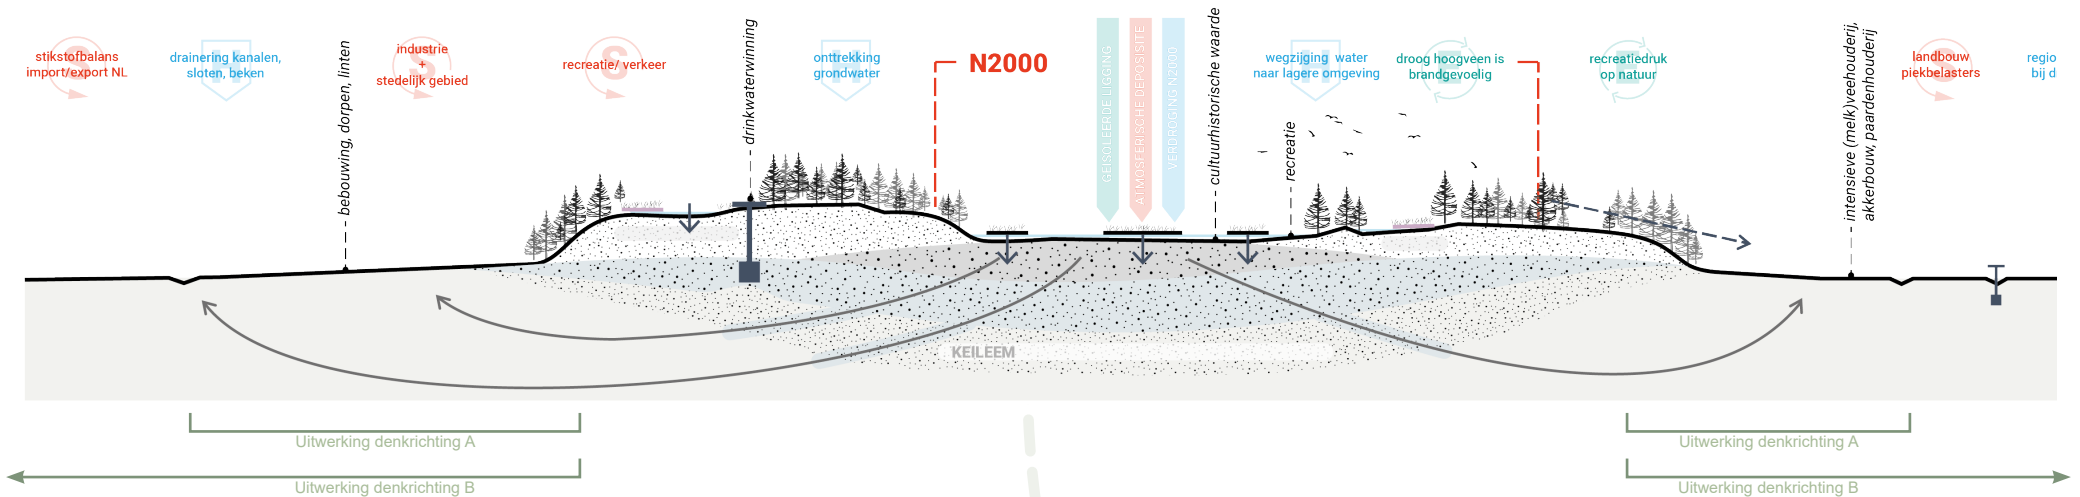 stikstofbalans
import/export NL
S
drainering kanalen,
sloten, beken
H
bebouwing, dorpen, linten
industrie
+
stedelijk gebied
S
recreatie/ verkeer
S
drinkwaterwinning
onttrekking
grondwater
H
N2000
GEISOLEERDE LIGGING
ATMOSFERISCHE DEPOSITIE
VERDROGING N2000
cultuurhistorische waarde
recreatie
wegzijging water
naar lagere omgeving
H
droog hoogveen is
brandgevoelig
E
recreatiedruk
op natuur
E
intensieve (melk)veehouderij,
akkerbouw, paardenhouderij
landbouw
piekbelasters
S
regio
bij d
KEILEEM
Uitwerking denkrichting A
Uitwerking denkrichting A
Uitwerking denkrichting B
Uitwerking denkrichting B